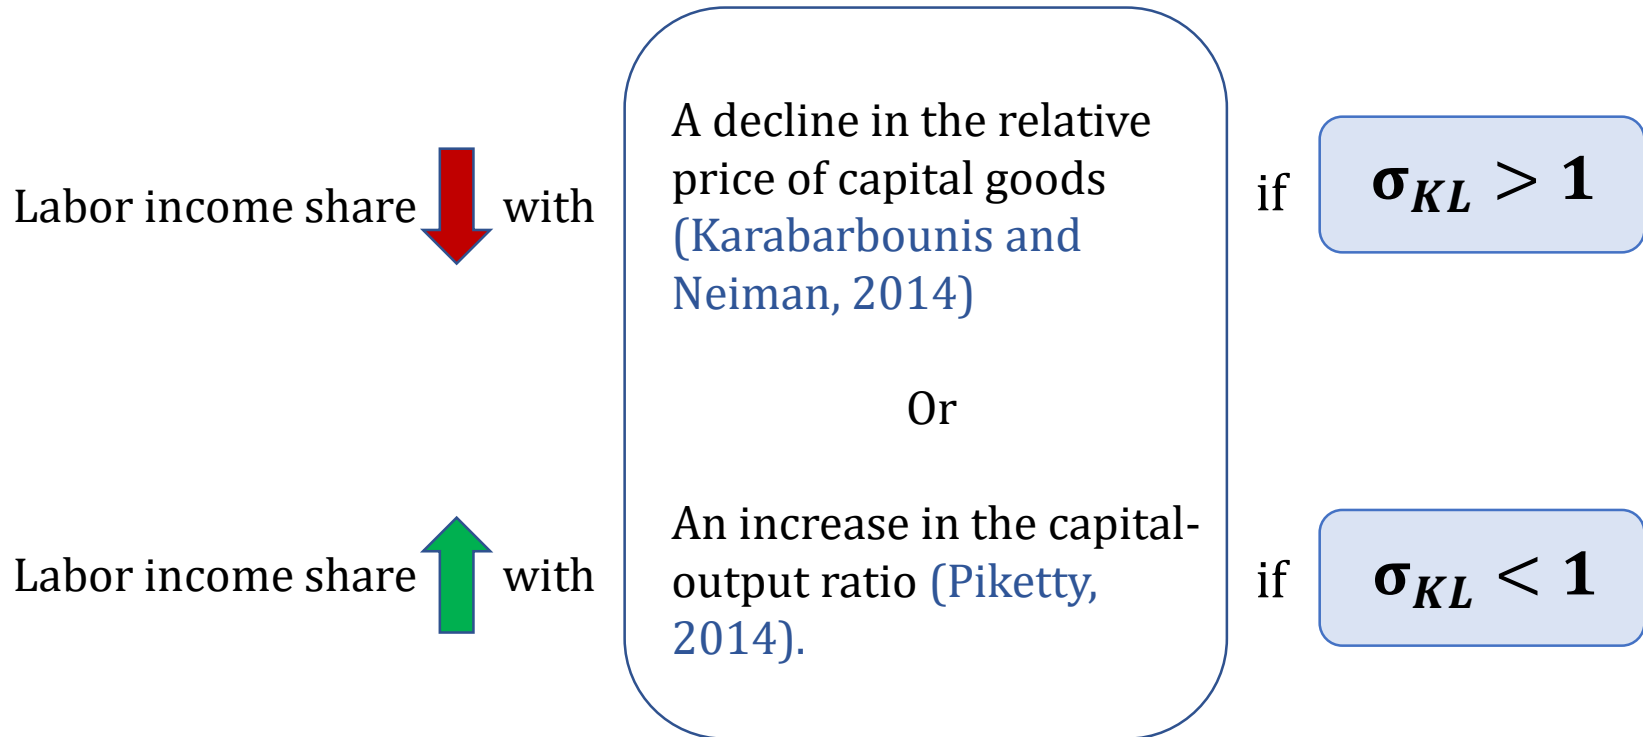 Labor income share with
A decline in the relative
price of capital goods
(Karabarbounis and
Neiman, 2014)
if
σKL > 1
Or
Labor income share with
An increase in the capital-
output ratio (Piketty,
2014).
if
σKL < 1